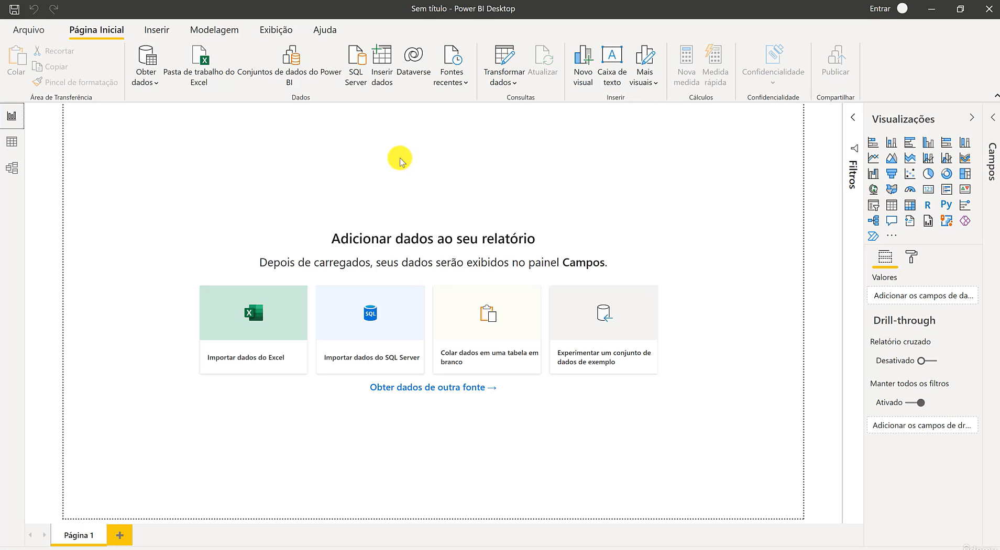 Sem título - Power BI Desktop
Entrar
Arquivo
Página Inicial
Inserir
Modelagem
Exibição
Ajuda
Colar
Recortar
Copiar
Pincel de formatação
Área de Transferência
Obter
dados
Pasta de trabalho do
Excel
Conjuntos de dados do Power
BI
SQL
Server
Inserir
dados
Dataverse
Fontes
recentes
Dados
Transformar
dados
Atualizar
Consultas
Novo
visual
A
Caixa de
texto
Mais
visuais
Inserir
Nova
medida
Medida
rápida
Cálculos
Confidencialidade
Confidencialidade
Publicar
Compartilhar
Adicionar dados ao seu relatório
Depois de carregados, seus dados serão exibidos no painel Campos.
X
Importar dados do Excel
SQL
Importar dados do SQL Server
Colar dados em uma tabela em
branco
Experimentar um conjunto de
dados de exemplo
Obter dados de outra fonte →
Filtros
Visualizações
123
R
Py
Valores
Adicionar os campos de da...
Drill-through
Relatório cruzado
Desativado
Manter todos os filtros
Ativado
Adicionar os campos de dr...
Campos
Página 1